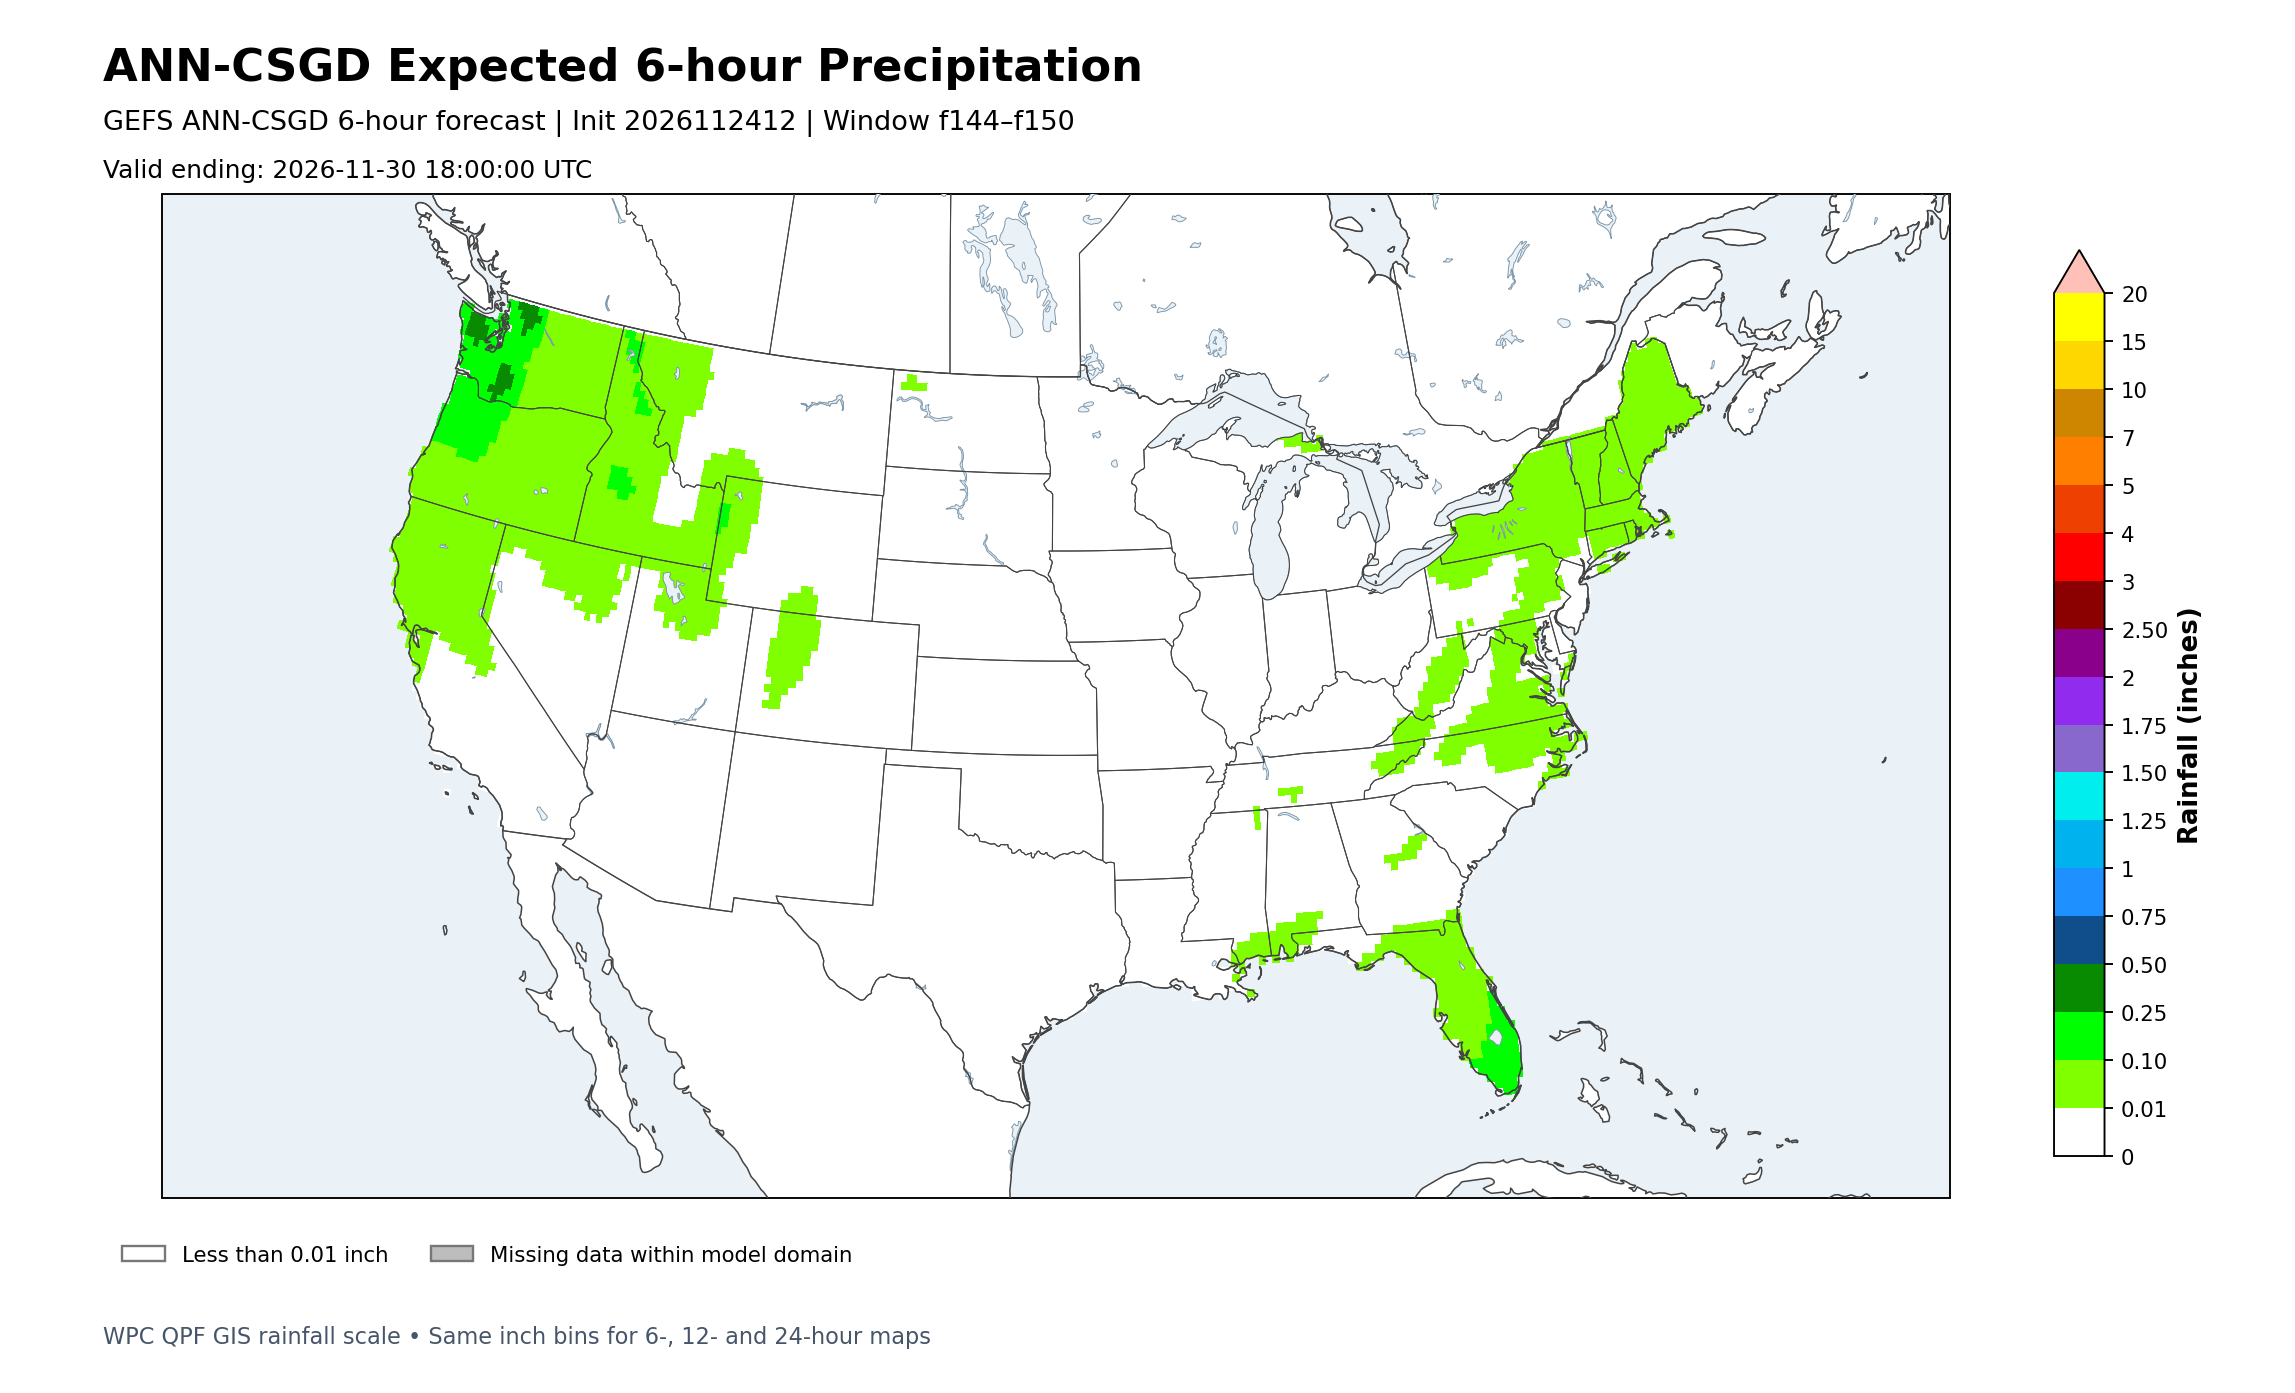 ANN-CSGD Expected 6-hour Precipitation
GEFS ANN-CSGD 6-hour forecast | Init 2026112412 | Window f144–f150
Valid ending: 2026-11-30 18:00:00 UTC
20
15
10
7
5
4
3
2.50
2
1.75
1.50
1.25
1
0.75
0.50
0.25
0.10
0.01
0
Rainfall (inches)
Less than 0.01 inch
Missing data within model domain
WPC QPF GIS rainfall scale • Same inch bins for 6-, 12- and 24-hour maps